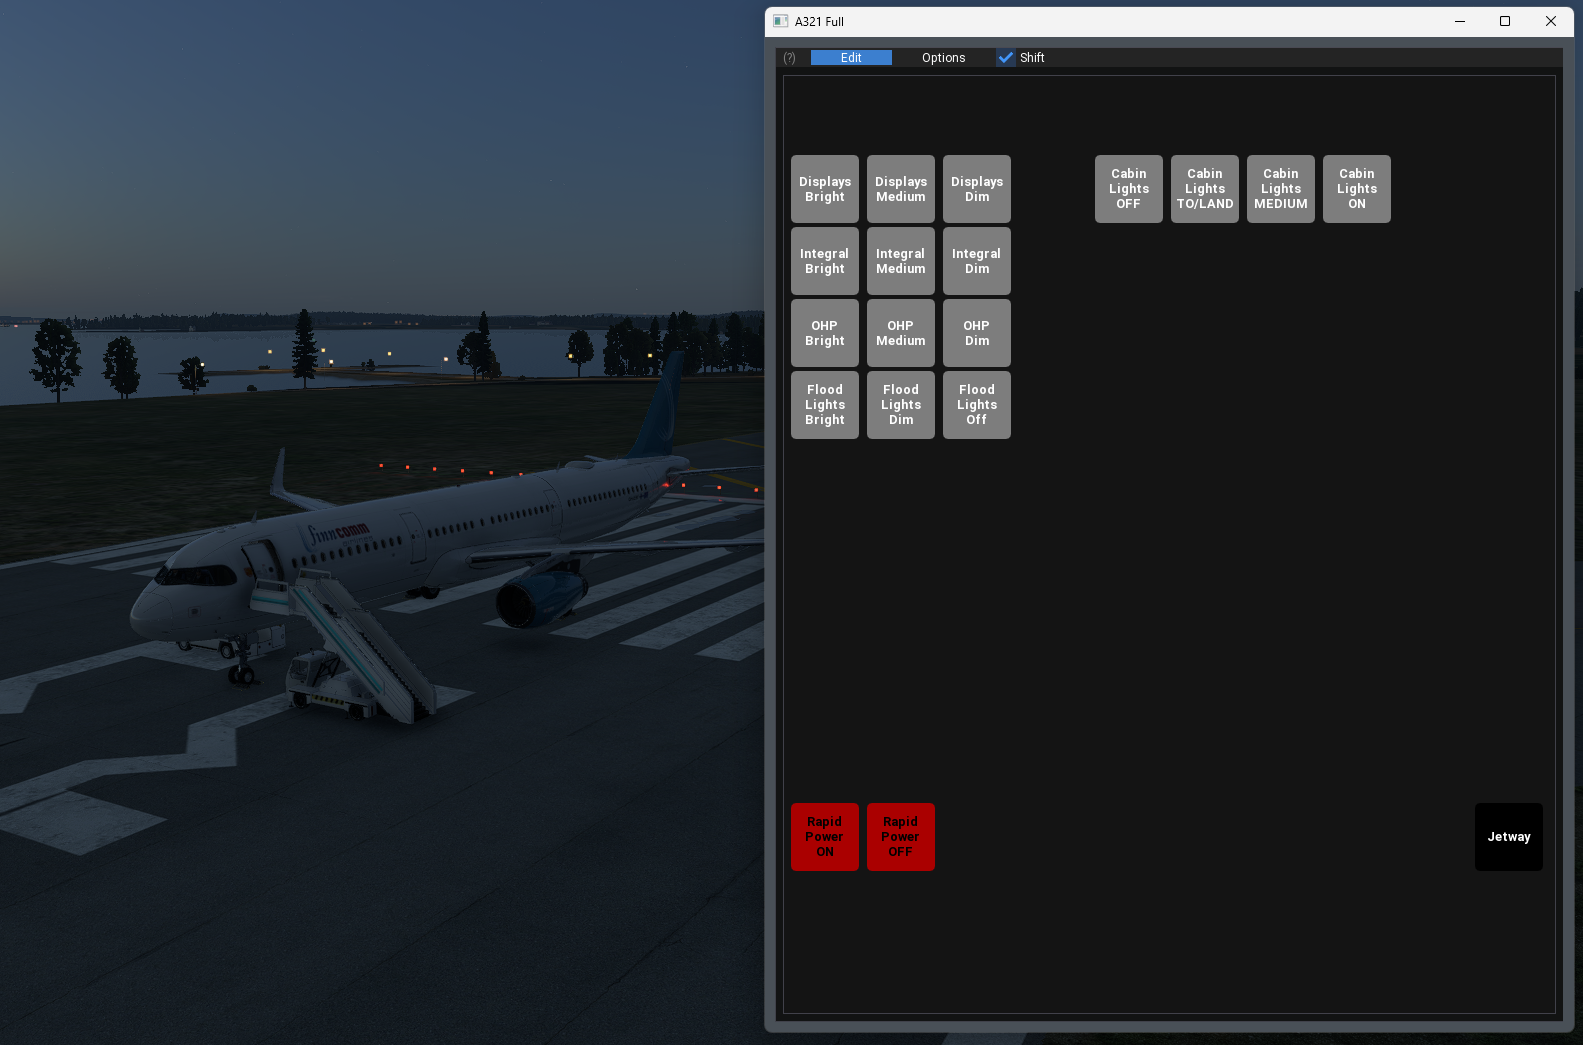 A321 Full
(?) Edit Options Shift
Displays
Bright
Displays
Medium
Displays
Dim
Cabin
Lights
OFF
Cabin
Lights
TO/LAND
Cabin
Lights
MEDIUM
Cabin
Lights
ON
Integral
Bright
Integral
Medium
Integral
Dim
OHP
Bright
OHP
Medium
OHP
Dim
Flood
Lights
Bright
Flood
Lights
Dim
Flood
Lights
Off
finncomm
Rapid
Power
ON
Rapid
Power
OFF
Jetway